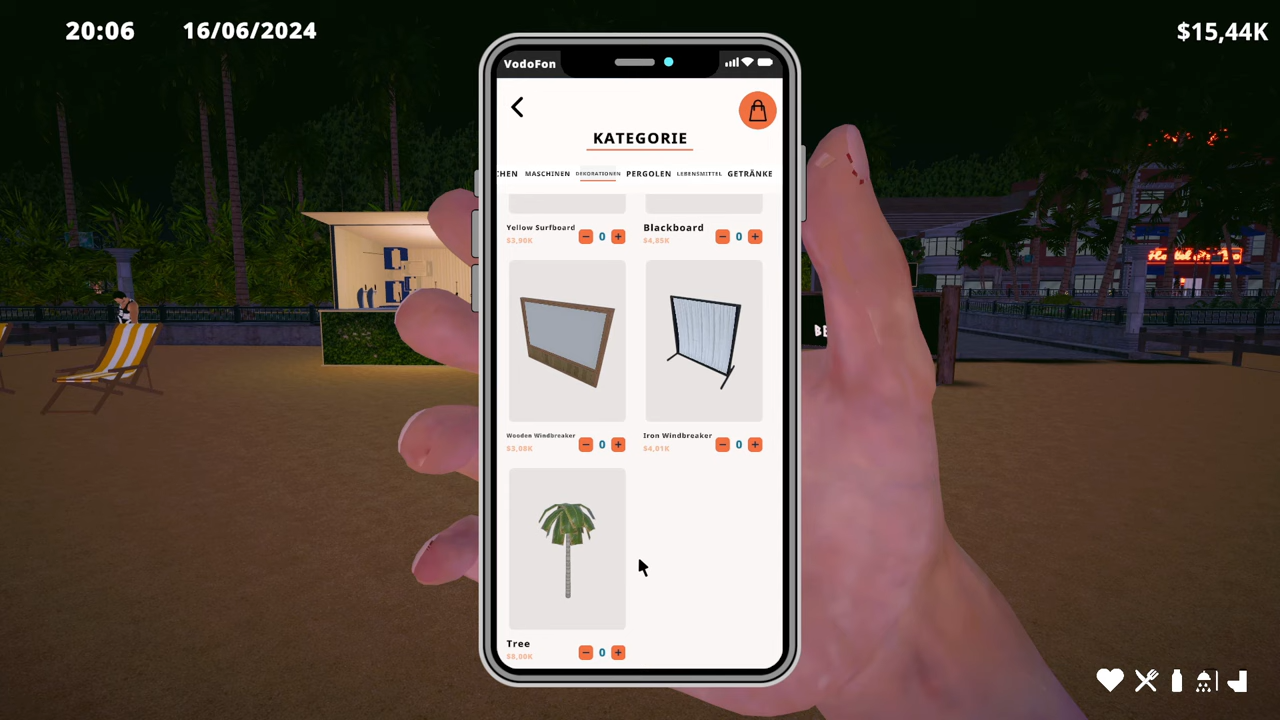 20:06
16/06/2024
$15,44K
VodoFon
KATEGORIE
CHEN MASCHINEN DEKORATIONEN PERGOLEN LEBENSMITTEL GETRÄNKE
Yellow Surfboard
$3,90K
0
Blackboard
$4,85K
0
Wooden Windbreaker
$3,08K
0
Iron Windbreaker
$4,01K
0
Tree
$8,00K
0
BE